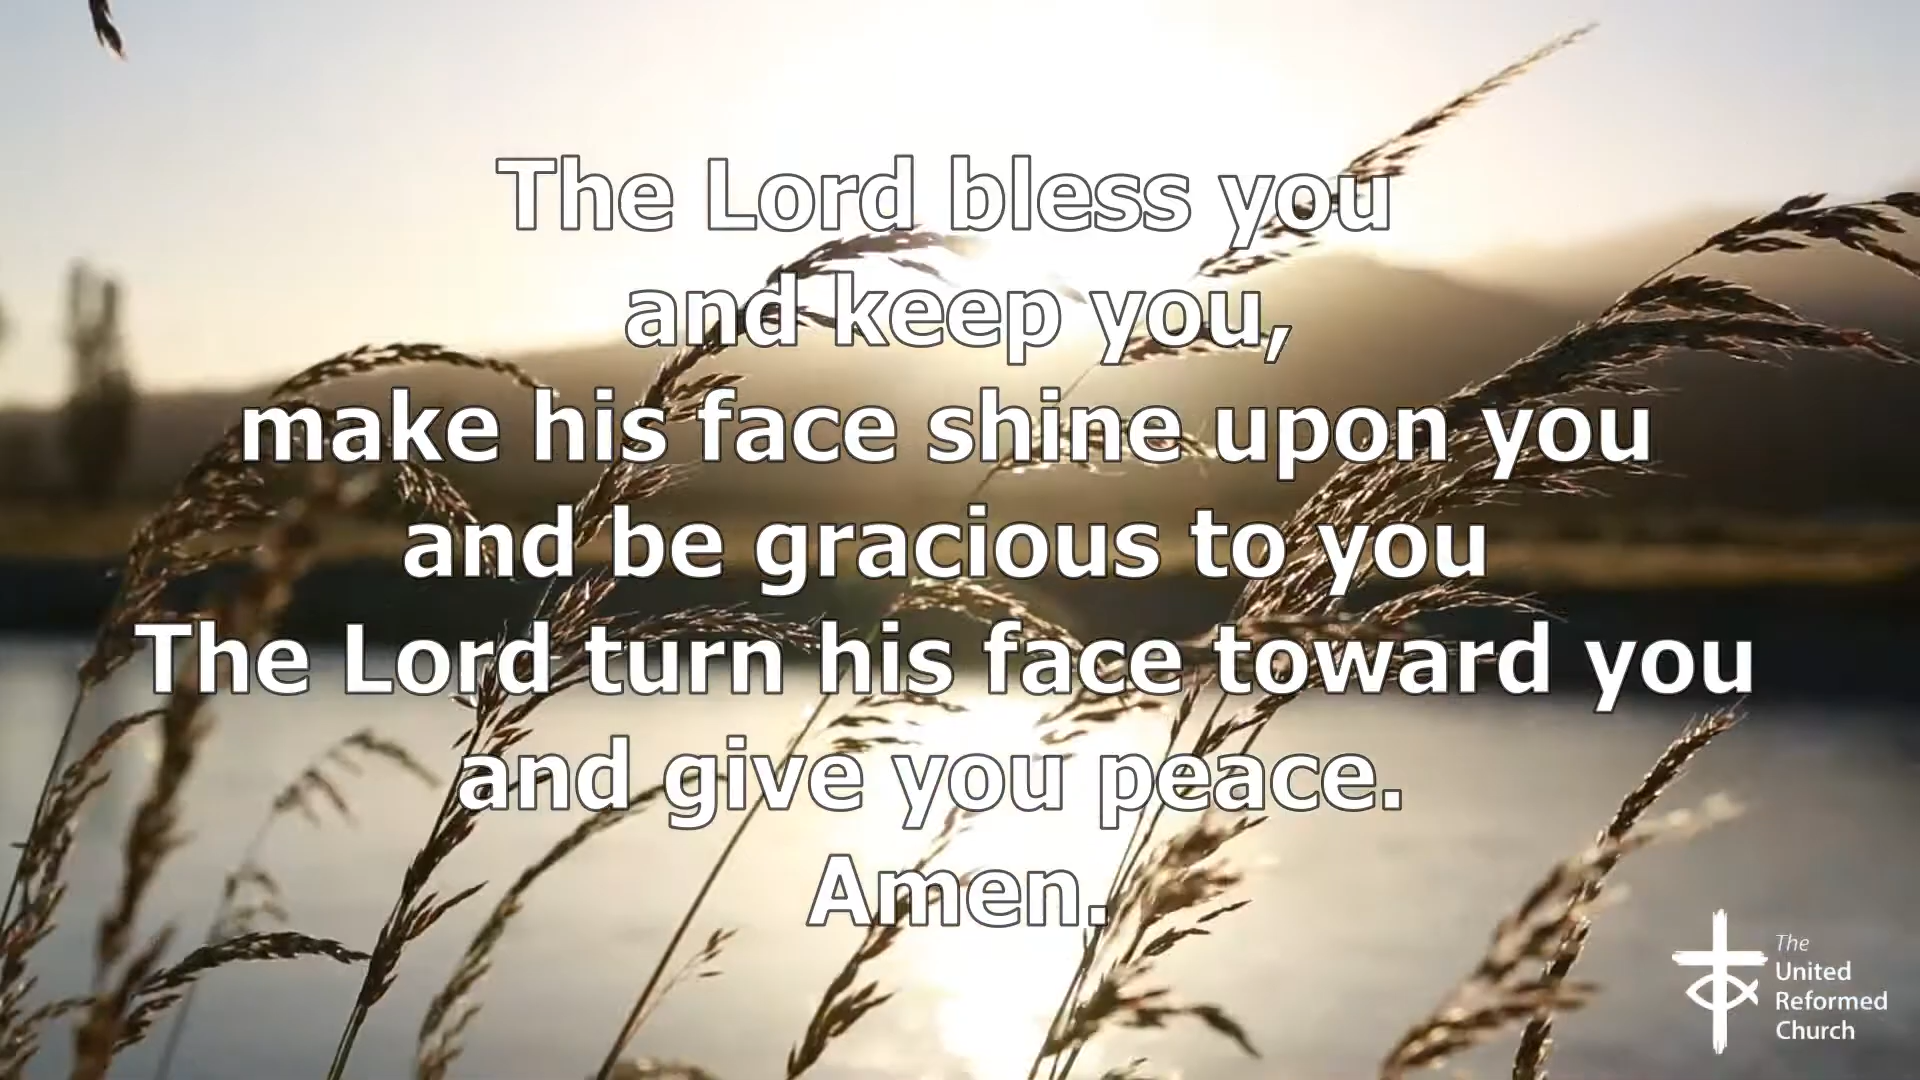 The Lord bless you
and keep you,
make his face shine upon you
and be gracious to you
The Lord turn his face toward you
and give you peace.
Amen.
The
United
Reformed
Church